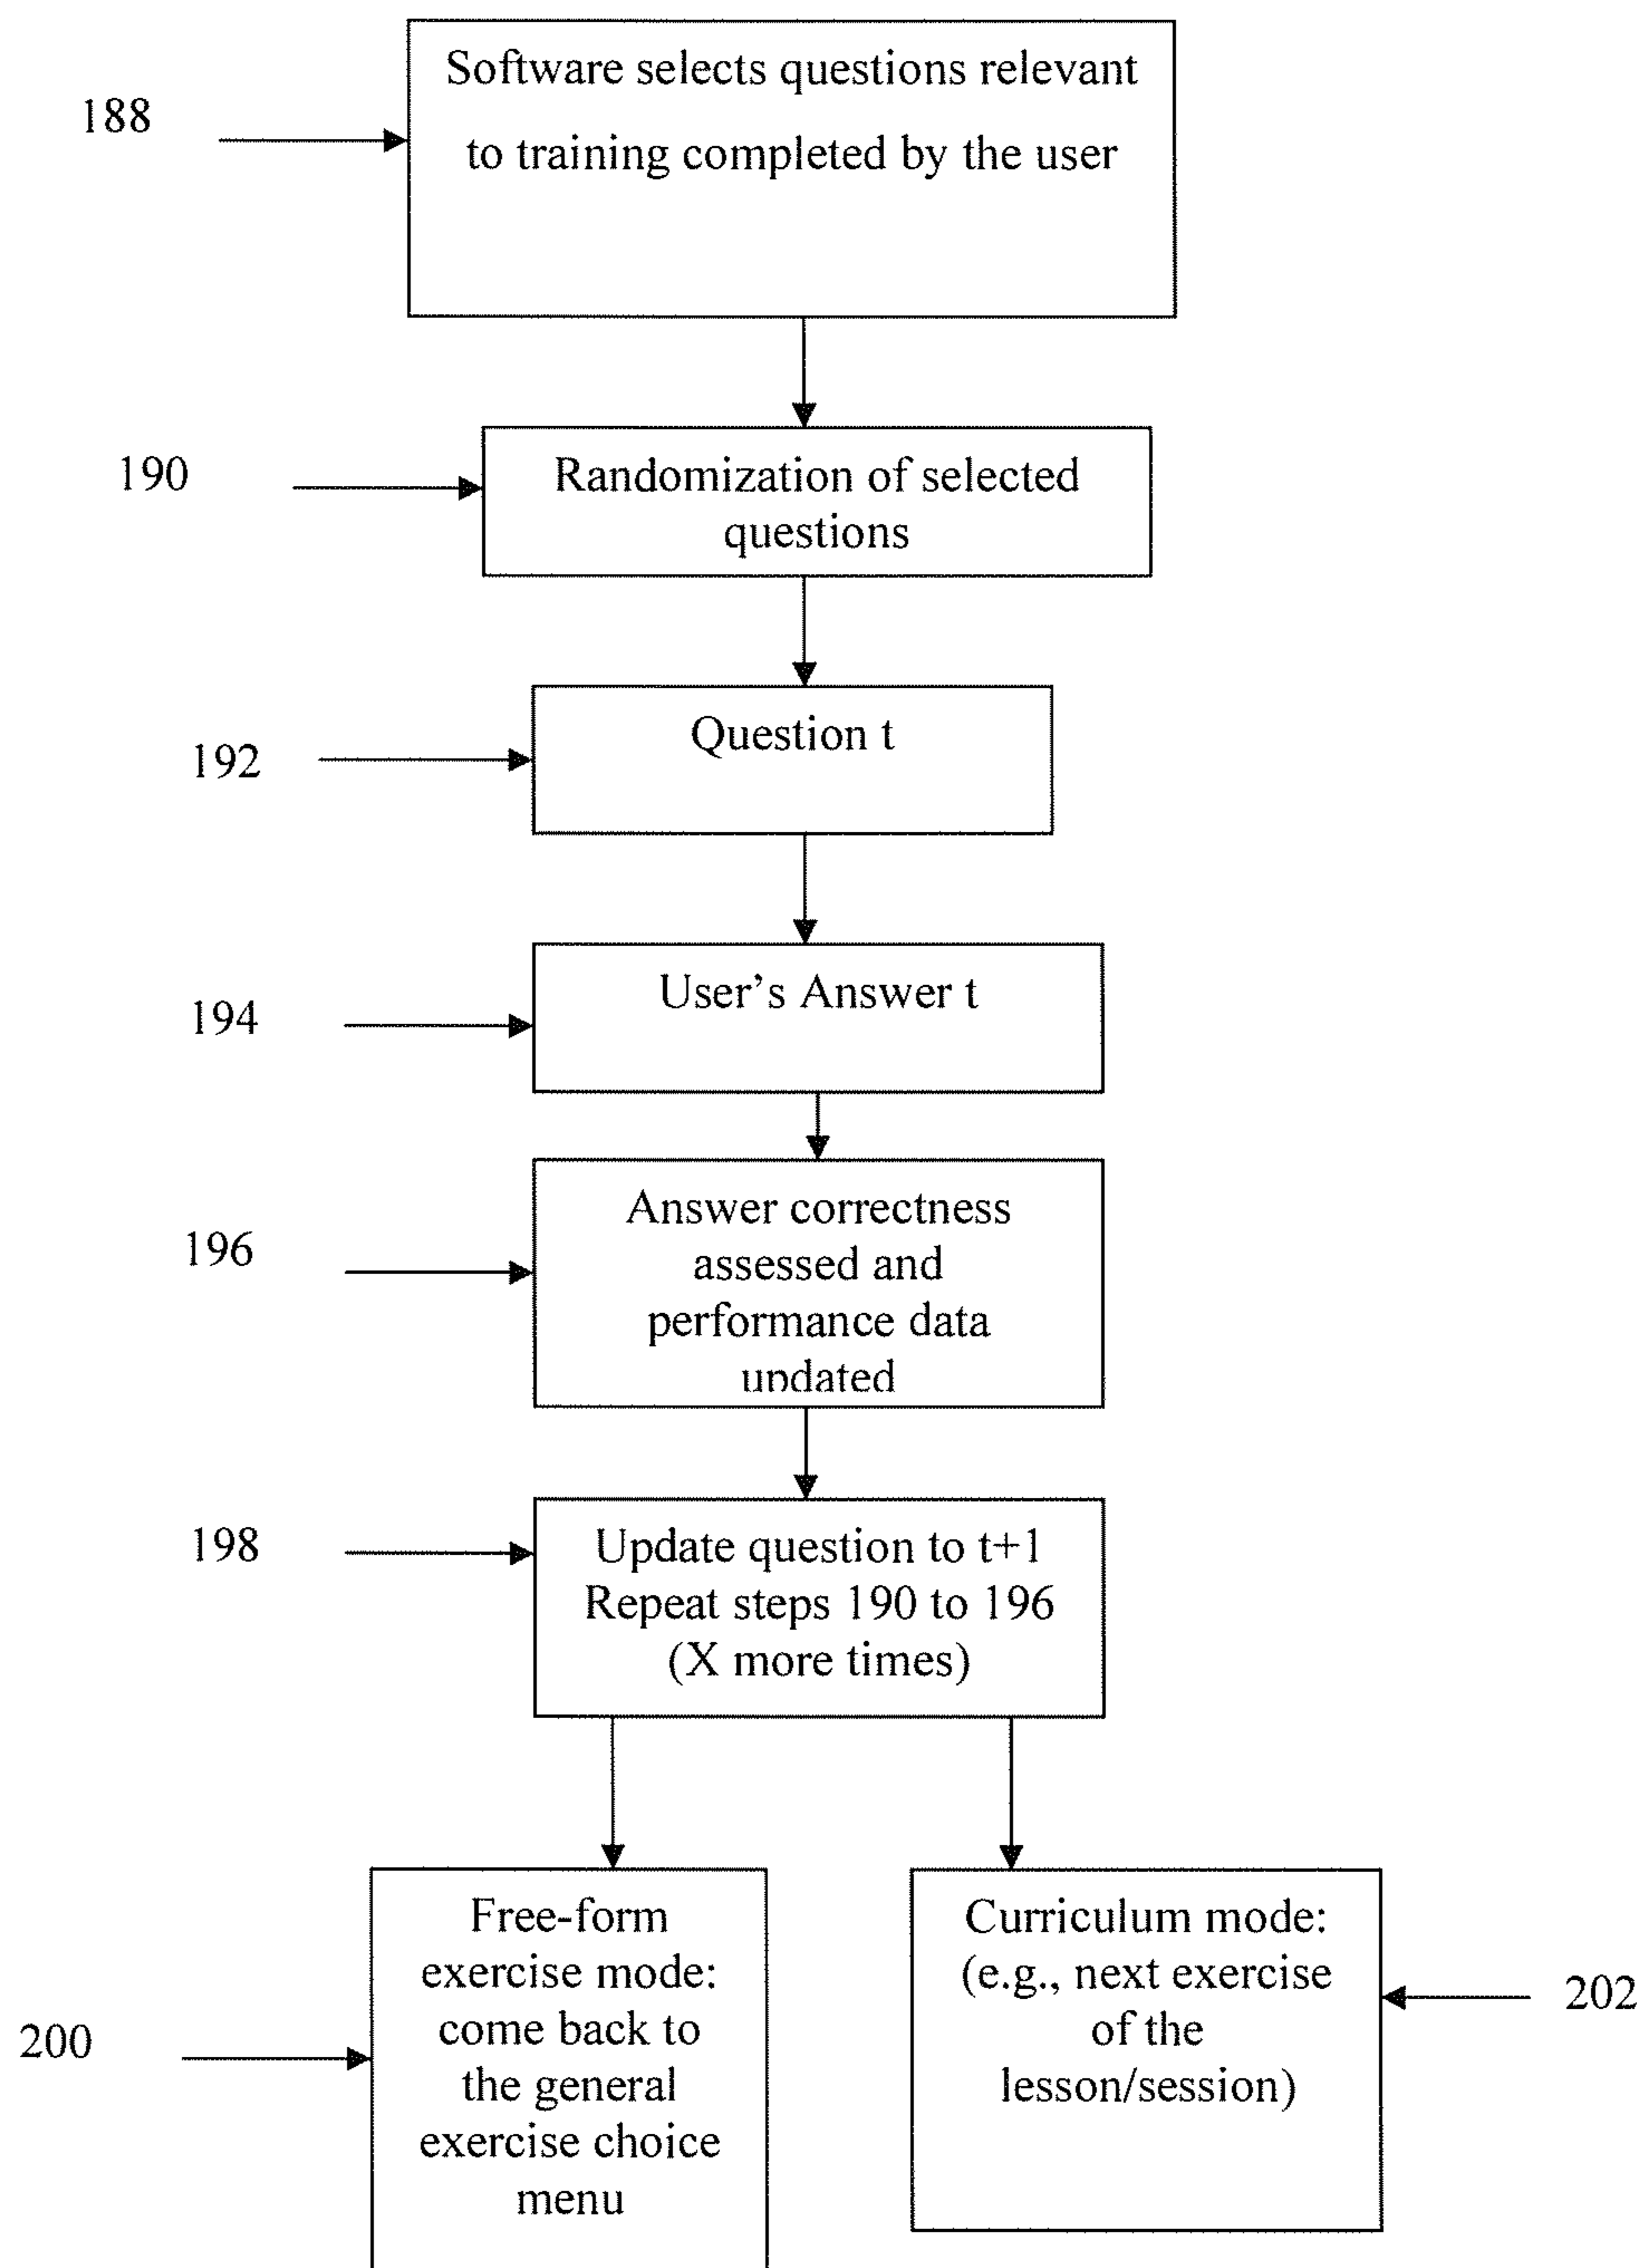 188
Software selects questions relevant
to training completed by the user
190
Randomization of selected
questions
192
Question t
194
User's Answer t
196
Answer correctness
assessed and
performance data
updated
198
Update question to t+1
Repeat steps 190 to 196
(X more times)
200
Free-form
exercise mode:
come back to
the general
exercise choice
menu
Curriculum mode:
(e.g., next exercise
of the
lesson/session)
202